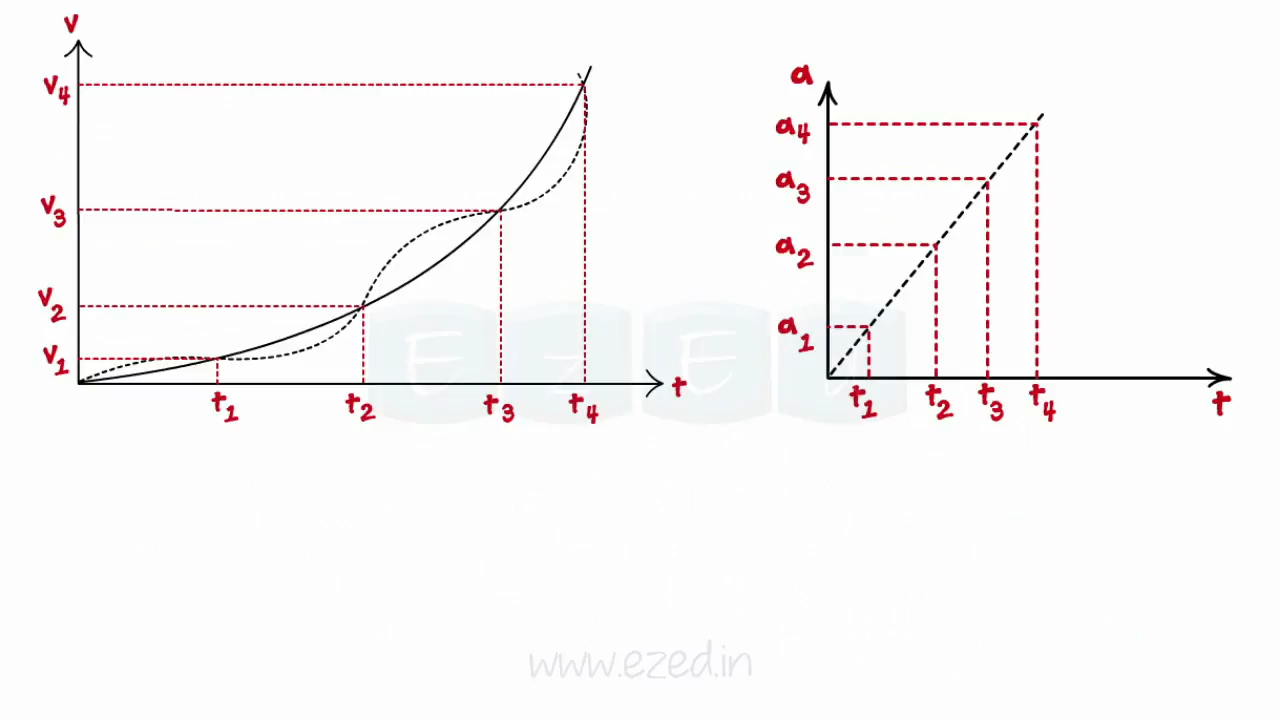 v
v4
v3
v2
v1
t1 t2 t3 t4 t
a
a4
a3
a2
a1
t1 t2 t3 t4 t
EZED
www.ezed.in